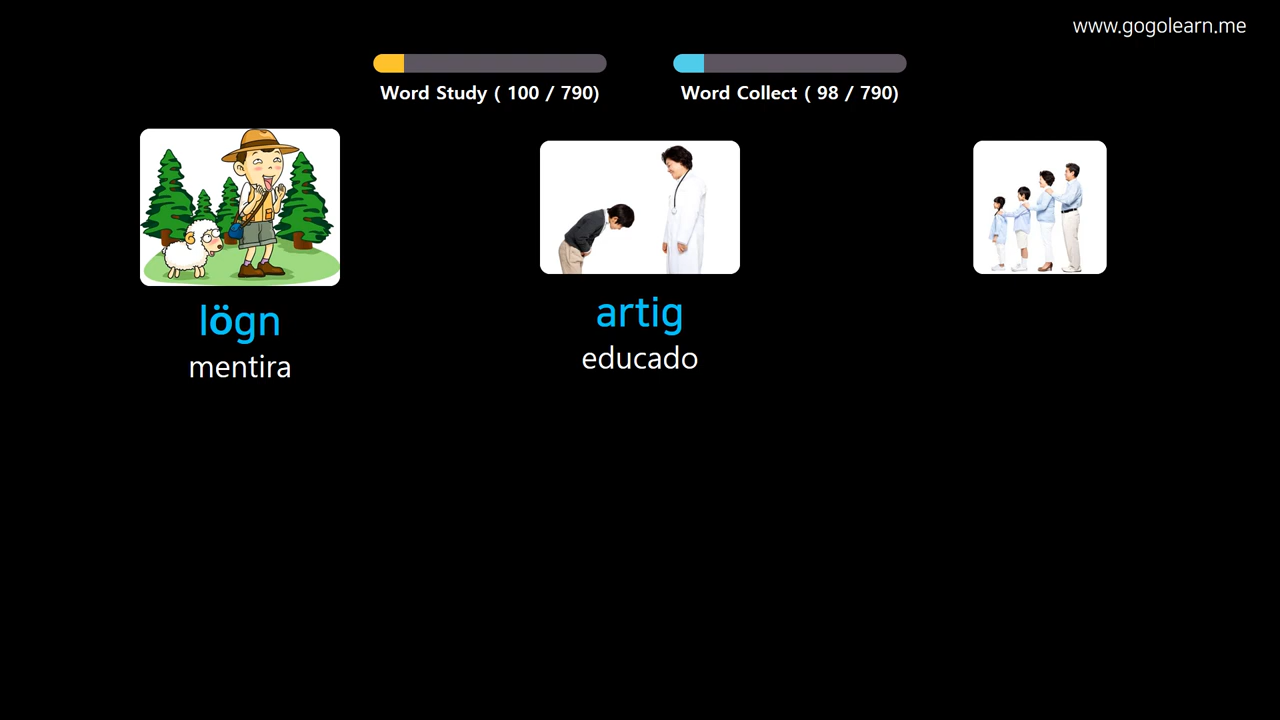 www.gogolearn.me
Word Study ( 100 / 790)
Word Collect ( 98 / 790)
lögn
mentira
artig
educado